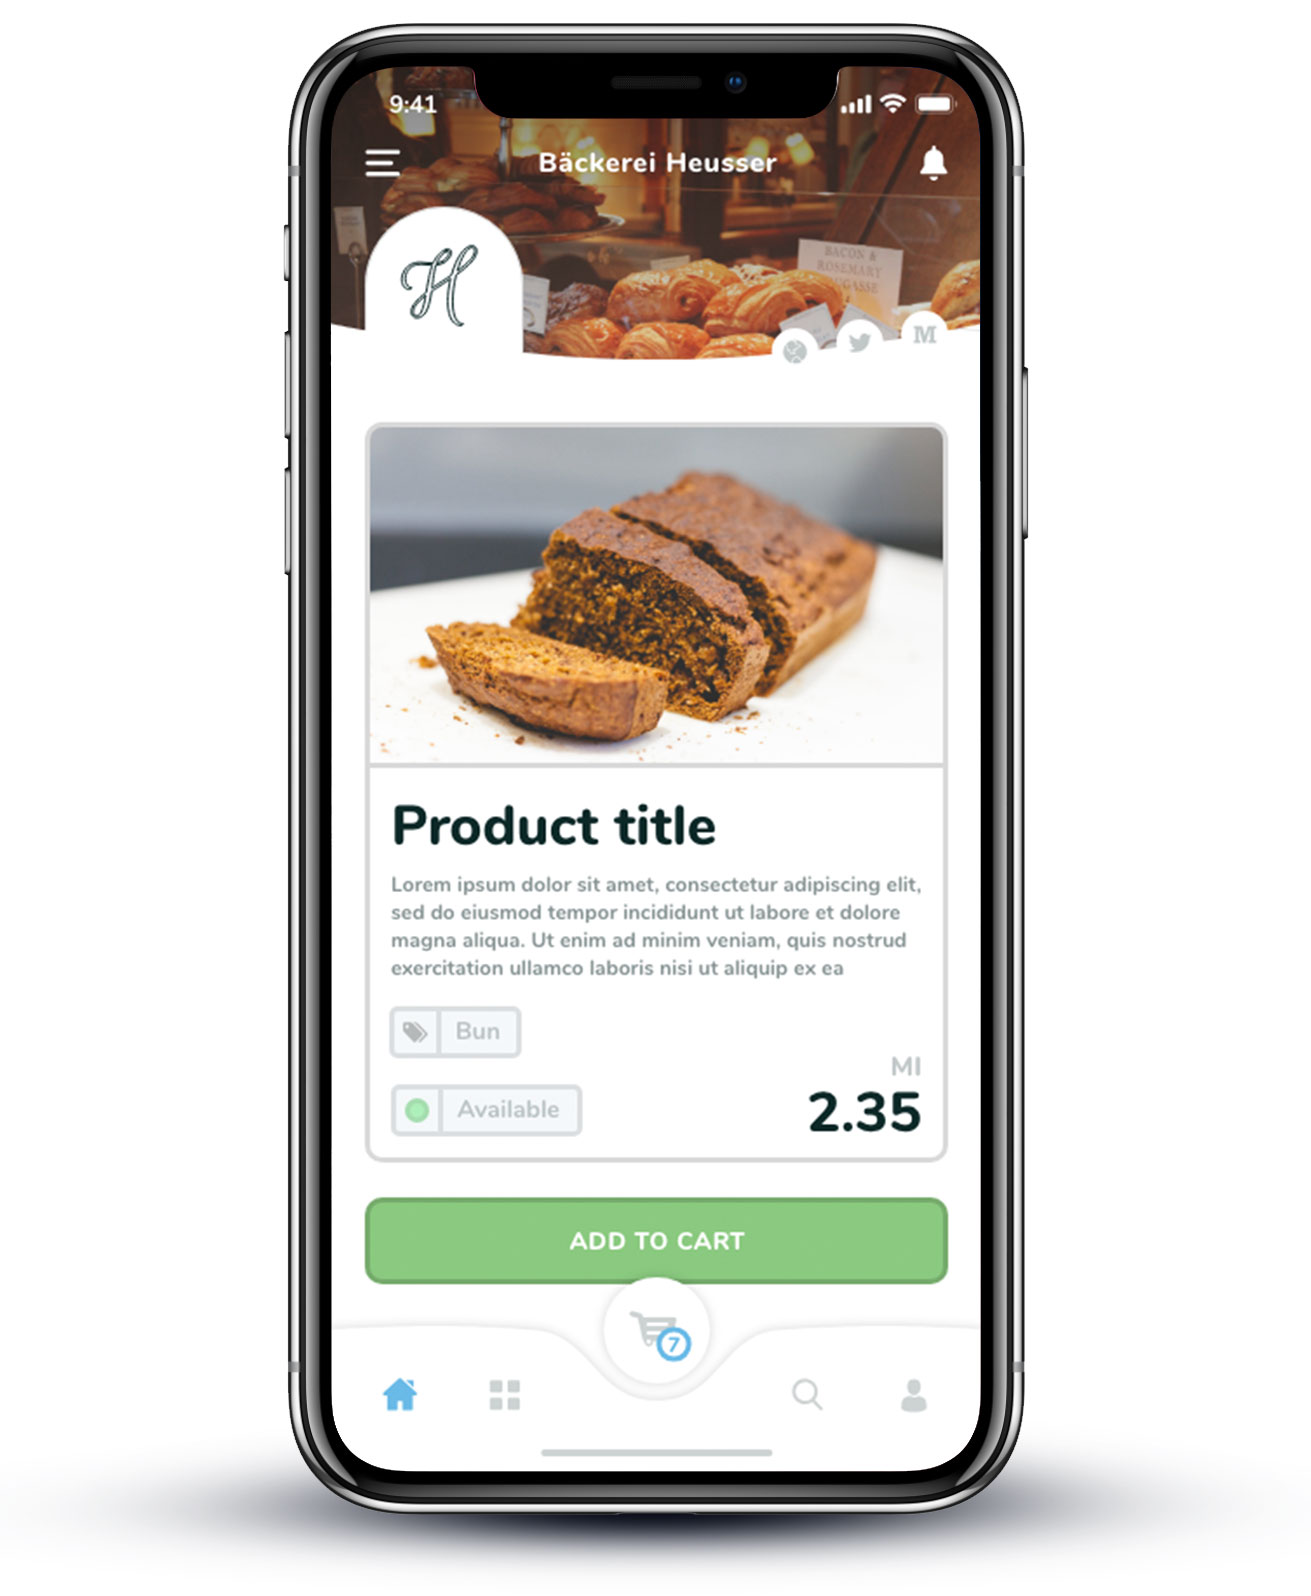 9:41
Bäckerei Heusser
H
BACON &
ROSEMARY
M
Product title
Lorem ipsum dolor sit amet, consectetur adipiscing elit,
sed do eiusmod tempor incididunt ut labore et dolore
magna aliqua. Ut enim ad minim veniam, quis nostrud
exercitation ullamco laboris nisi ut aliquip ex ea
Bun
MI
Available
2.35
ADD TO CART
7